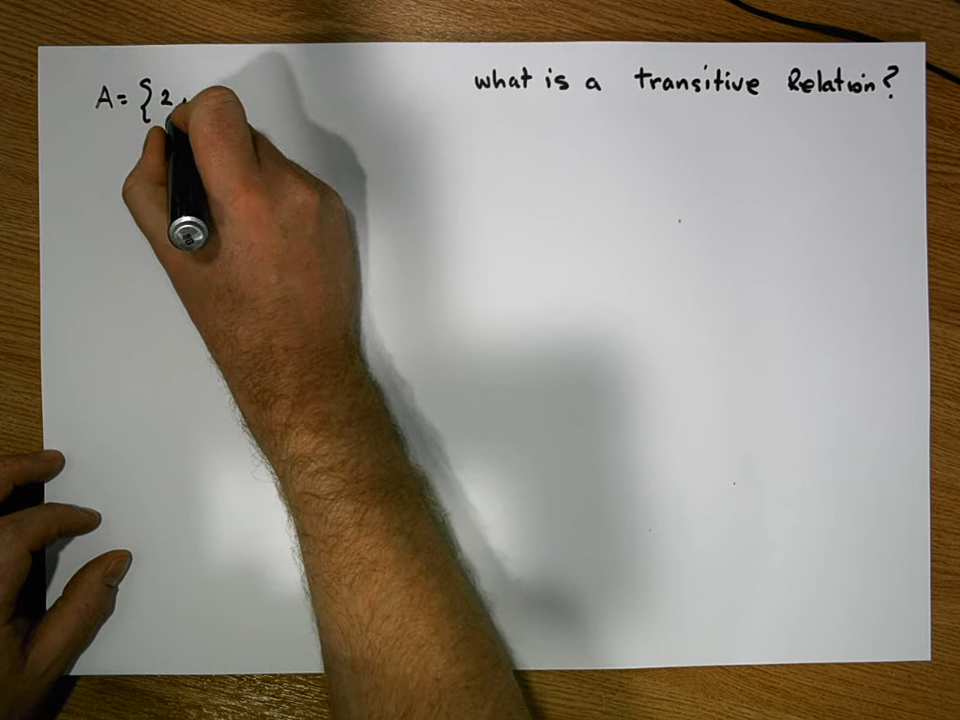 what is a transitive Relation?
A = { 2